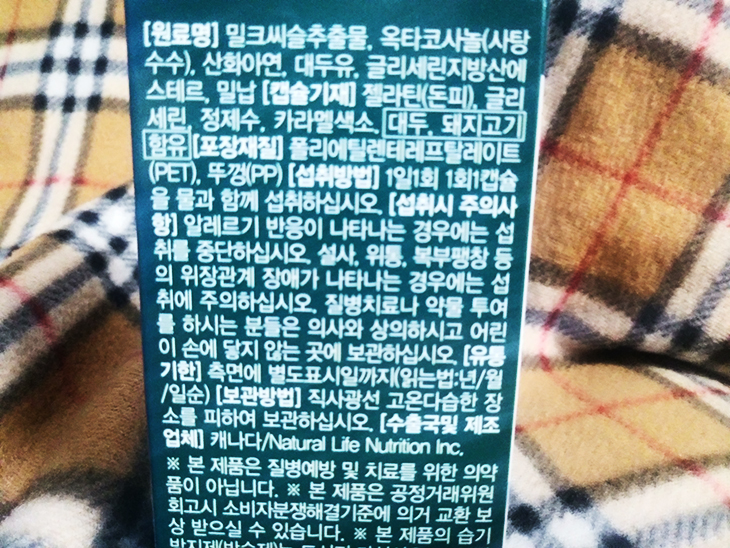 [원료명] 밀크씨슬추출물, 옥타코사놀(사탕
수수), 산화아연, 대두유, 글리세린지방산에
스테르, 밀납 [캡슐기재] 젤라틴(돈피), 글리
세린, 정제수, 카라멜색소, 대두, 돼지고기
함유 [포장재질] 폴리에틸렌테레프탈레이트
(PET), 뚜껑(PP) [섭취방법] 1일1회 1회1캡슐
을 물과 함께 섭취하십시오. [섭취시 주의사
항] 알레르기 반응이 나타나는 경우에는 섭
취를 중단하십시오. 설사, 위통, 복부팽창 등
의 위장관계 장애가 나타나는 경우에는 섭
취에 주의하십시오. 질병치료나 약물 투여
를 하시는 분들은 의사와 상의하시고 어린
이 손에 닿지 않는 곳에 보관하십시오. [유통
기한] 측면에 별도표시일까지(읽는법:년/월
/일순) [보관방법] 직사광선 고온다습한 장
소를 피하여 보관하십시오. [수출국및 제조
업체] 캐나다/Natural Life Nutrition Inc.
※ 본 제품은 질병예방 및 치료를 위한 의약
품이 아닙니다. ※ 본 제품은 공정거래위원
회고시 소비자분쟁해결기준에 의거 교환 보
상 받으실 수 있습니다. ※ 본 제품의 습기
방지제(방습제)는